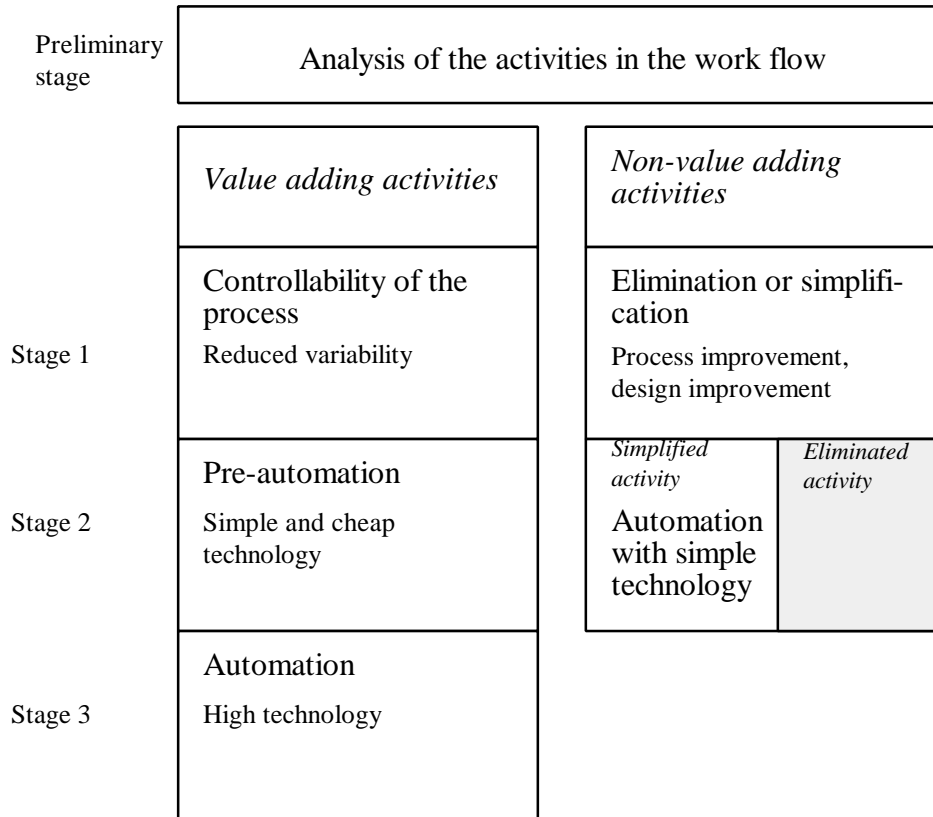 Preliminary
stage
Analysis of the activities in the work flow
Value adding activities
Non-value adding
activities
Stage 1
Controllability of the
process
Reduced variability
Elimination or simplifi-
cation
Process improvement,
design improvement
Stage 2
Pre-automation
Simple and cheap
technology
Simplified
activity
Automation
with simple
technology
Eliminated
activity
Stage 3
Automation
High technology